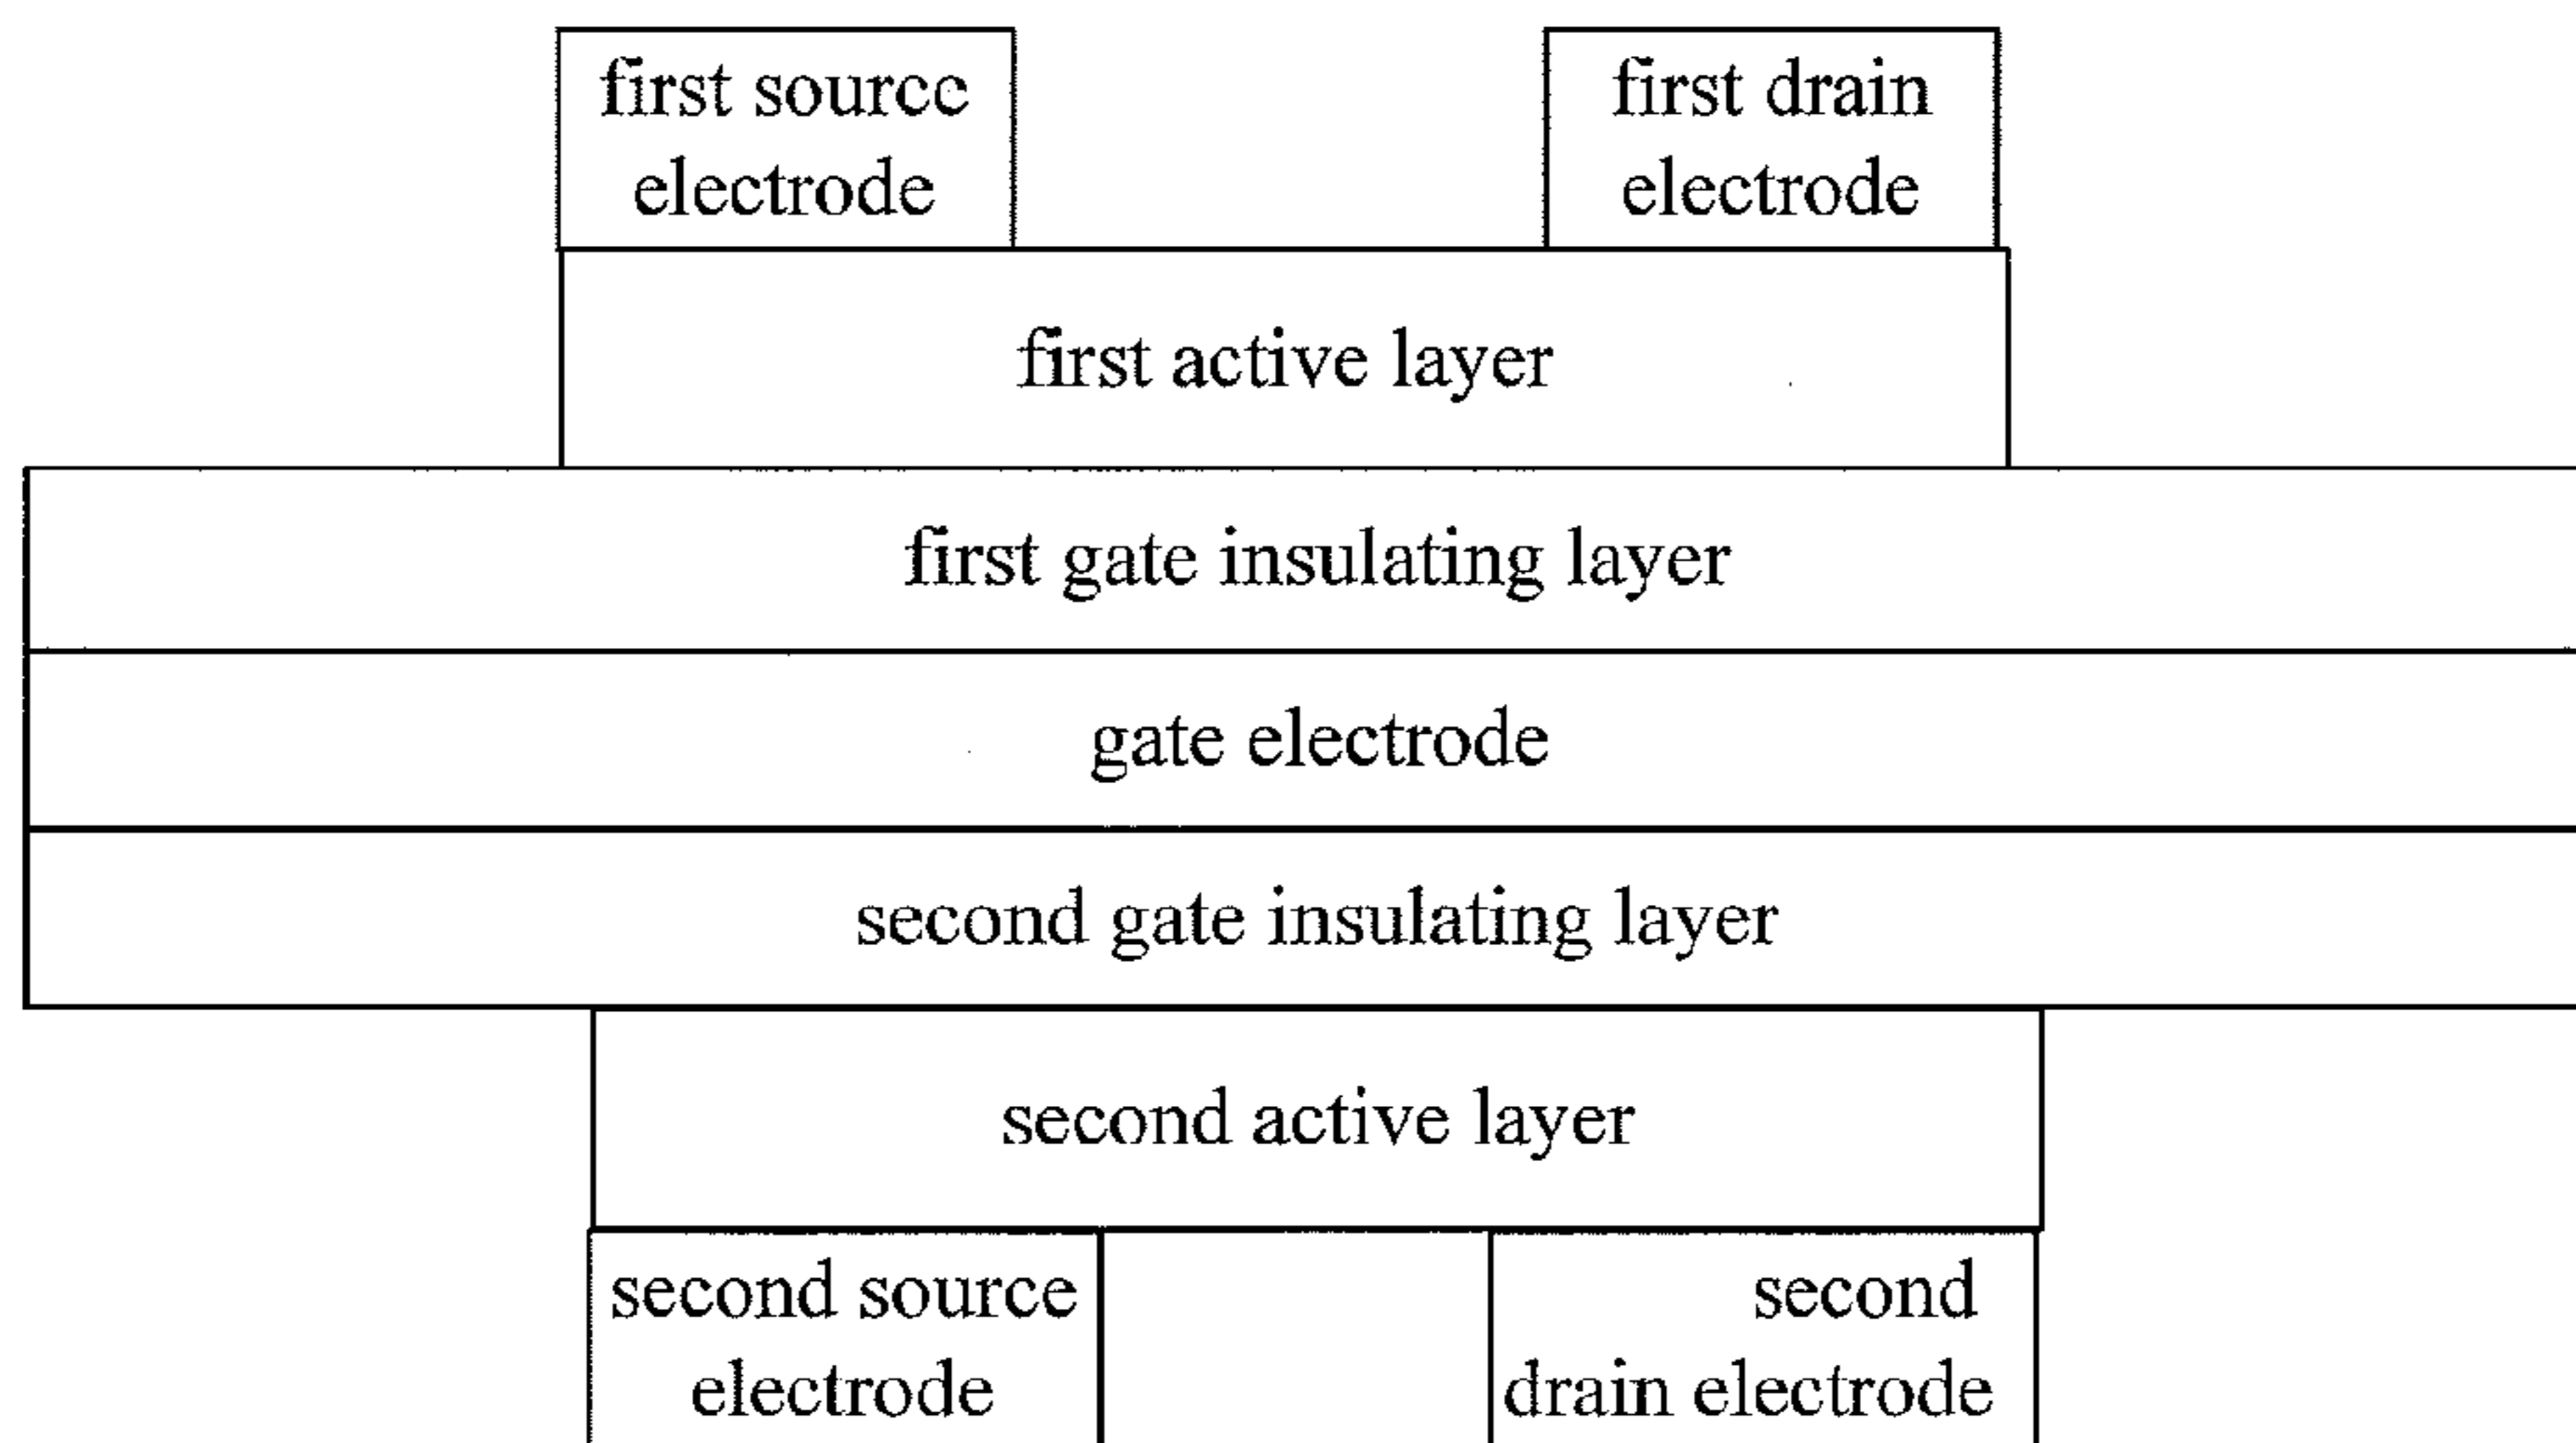 first source
electrode
first drain
electrode
first active layer
first gate insulating layer
gate electrode
second gate insulating layer
second active layer
second source
electrode
second
drain electrode